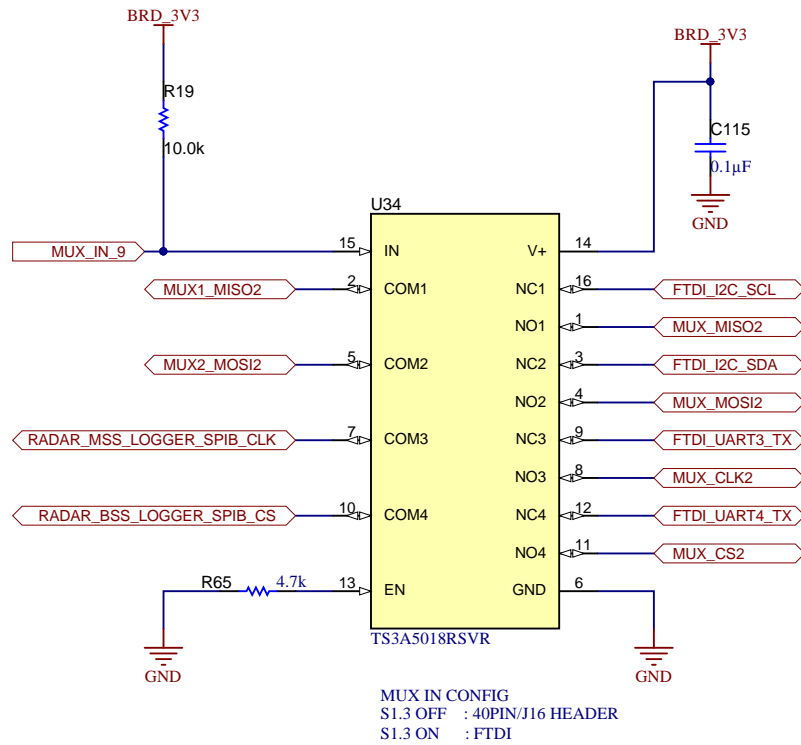 BRD_3V3
BRD_3V3
R19
10.0k
C115
0.1µF
GND
U34
MUX_IN_9
15 IN
V+ 14
MUX1_MISO2
2 COM1
NC1 16
FTDI_I2C_SCL
NO1 1
MUX_MISO2
MUX2_MOSI2
5 COM2
NC2 3
FTDI_I2C_SDA
NO2 4
MUX_MOSI2
RADAR_MSS_LOGGER_SPIB_CLK
7 COM3
NC3 9
FTDI_UART3_TX
NO3 8
MUX_CLK2
RADAR_BSS_LOGGER_SPIB_CS
10 COM4
NC4 12
FTDI_UART4_TX
NO4 11
MUX_CS2
R65 4.7k
13 EN
GND 6
TS3A5018RSVR
GND
GND
MUX IN CONFIG
S1.3 OFF : 40PIN/J16 HEADER
S1.3 ON : FTDI